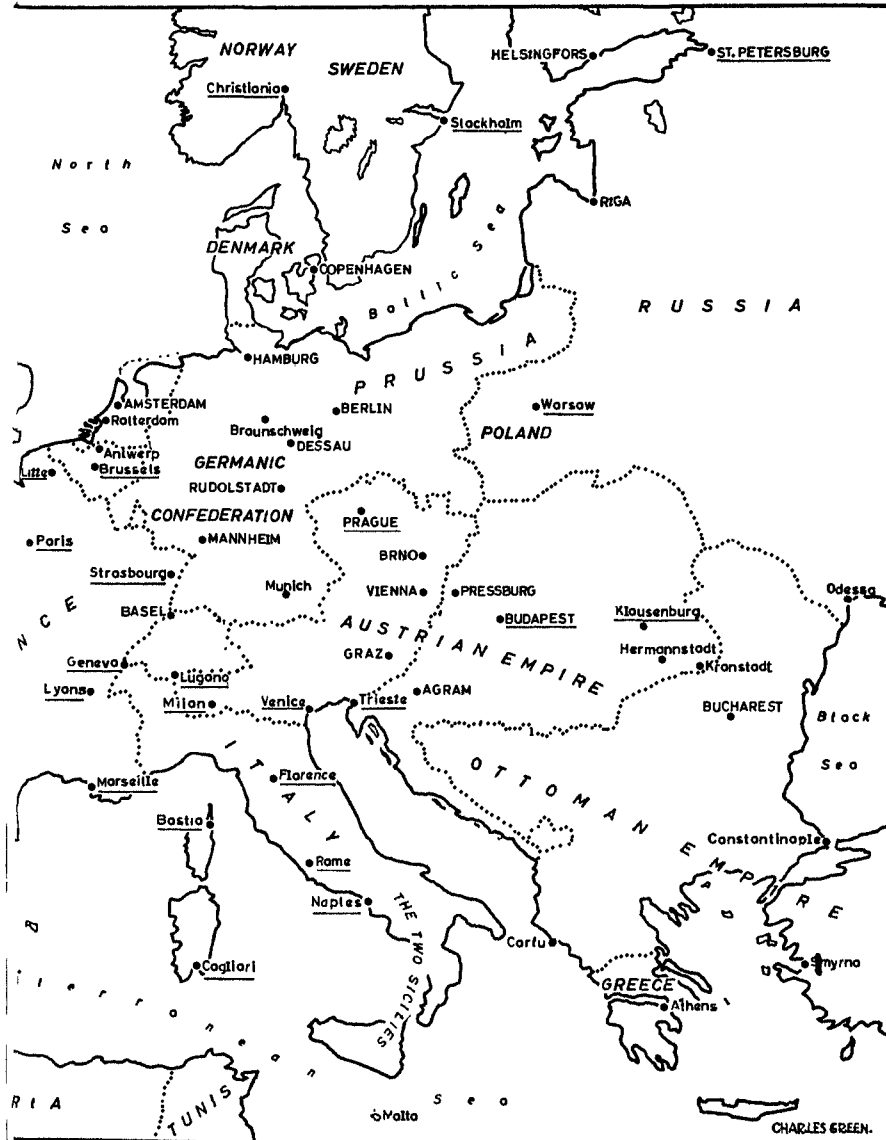 NORWAY
SWEDEN
HELSINGFORS
ST. PETERSBURG
Christiania
Stockholm
North
Sea
RIGA
DENMARK
COPENHAGEN
Baltic Sea
RUSSIA
HAMBURG
PRUSSIA
AMSTERDAM
Rotterdam
BERLIN
Warsaw
Braunschweig
POLAND
DESSAU
Antwerp
GERMANIC
Brussels
Lille
RUDOLSTADT
PRAGUE
CONFEDERATION
Paris
MANNHEIM
BRNO
Strasbourg
Munich
VIENNA
PRESSBURG
Odessa
BASEL
NCE
BUDAPEST
Klausenburg
AUSTRIAN EMPIRE
GRAZ
Hermannstadt
Kronstadt
Geneva
Lugano
Lyons
Milan
Venice
Trieste
AGRAM
BUCHAREST
Black
Sea
ITALY
OTTOMAN EMPIRE
Florence
Marseille
Bastia
Constantinople
Rome
Naples
THE TWO SICILIES
Corfu
Cagliari
Smyrna
GREECE
Athens
iterranean
Sea
RIA
TUNIS
Malta
CHARLES GREEN.